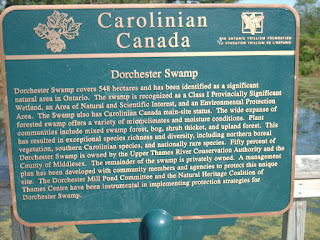 Carolinian
Canada
THE ONTARIO TRILLIUM FOUNDATION
LA FONDATION TRILLIUM DE L'ONTARIO
Dorchester Swamp
Dorchester Swamp covers 548 hectares and has been identified as a significant
natural area in Ontario. The swamp is recognized as a Class I Provincially Significant
Wetland, an Area of Natural and Scientific Interest, and an Environmental Protection
Area. The Swamp also has Carolinian Canada main-site status. The wide expanse of
forested swamp offers a variety of microclimates and moisture conditions. Plant
communities include mixed swamp forest, bog, shrub thicket, and upland forest. This
has resulted in exceptional species richness and diversity, including northern boreal
vegetation, southern Carolinian species, and nationally rare species. Fifty percent of
Dorchester Swamp is owned by the Upper Thames River Conservation Authority and the
County of Middlesex. The remainder of the swamp is privately owned. A management
plan has been developed with community members and agencies to protect this unique
site. The Dorchester Mill Pond Committee and the Natural Heritage Coalition of
Thames Centre have been instrumental in implementing protection strategies for
Dorchester Swamp.